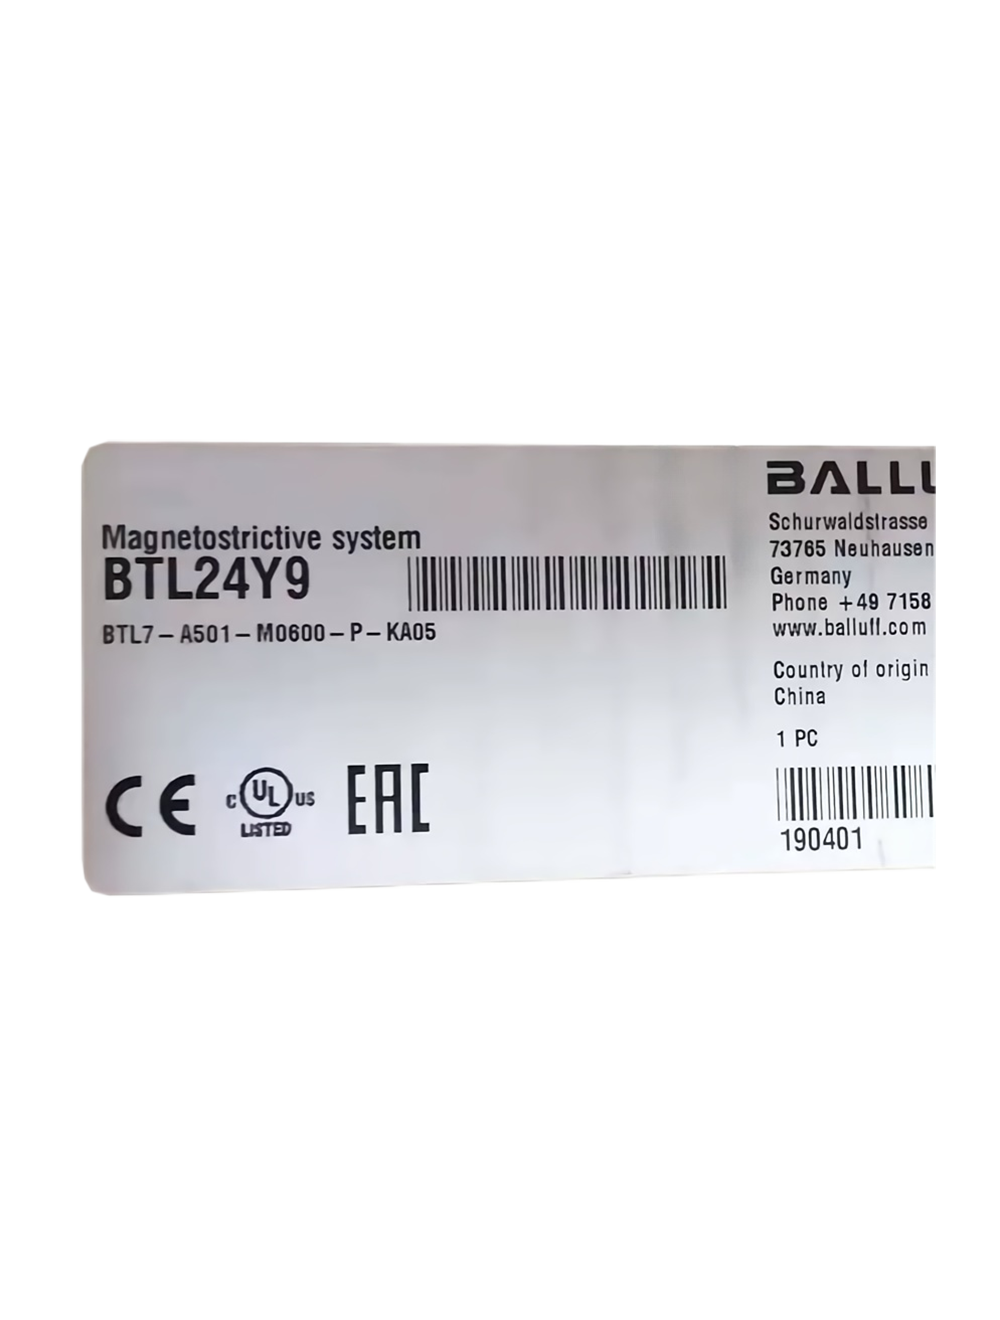 Magnetostrictive system
BTL24Y9
BTL7-A501-M0600-P-KA05
CE
C UL US
LISTED
EAC
BALLU
Schurwaldstrasse
73765 Neuhausen
Germany
Phone +49 7158
www.balluff.com
Country of origin
China
1 PC
190401